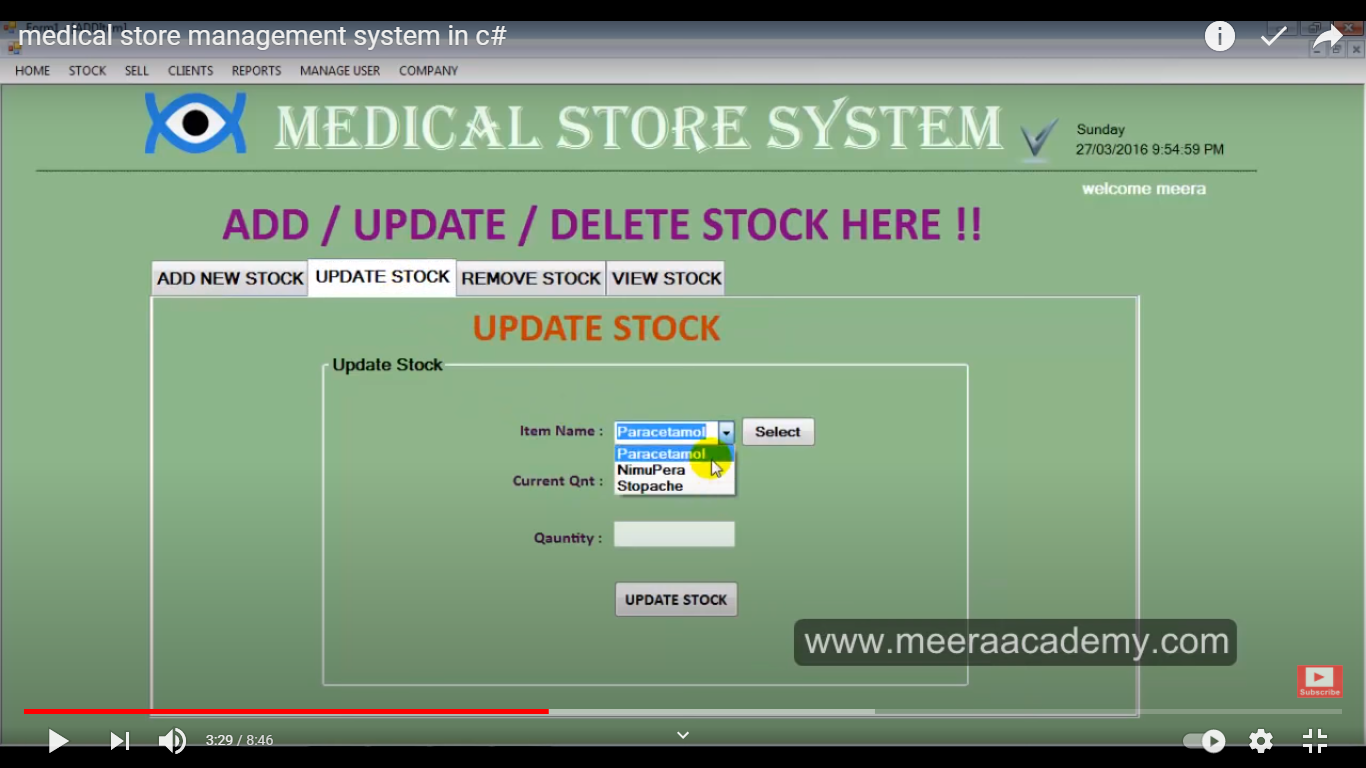 medical store management system in c#
HOME STOCK SELL CLIENTS REPORTS MANAGE USER COMPANY
MEDICAL STORE SYSTEM
Sunday
27/03/2016 9:54:59 PM
welcome meera
ADD / UPDATE / DELETE STOCK HERE !!
ADD NEW STOCK UPDATE STOCK REMOVE STOCK VIEW STOCK
UPDATE STOCK
Update Stock
Item Name : Paracetamol Select
Paracetamol
NimuPera
Current Qnt :
Stopache
Qauntity :
UPDATE STOCK
www.meeraacademy.com
Subscribe
3:29 / 8:46